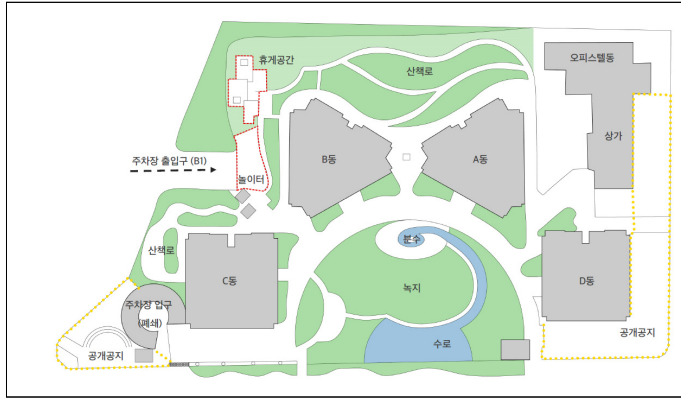 휴게공간
산책로
오피스텔동
상가
B동
A동
주차장 출입구 (B1)
놀이터
분수
산책로
C동
녹지
D동
주차장 입구
(폐쇄)
공개공지
수로
공개공지